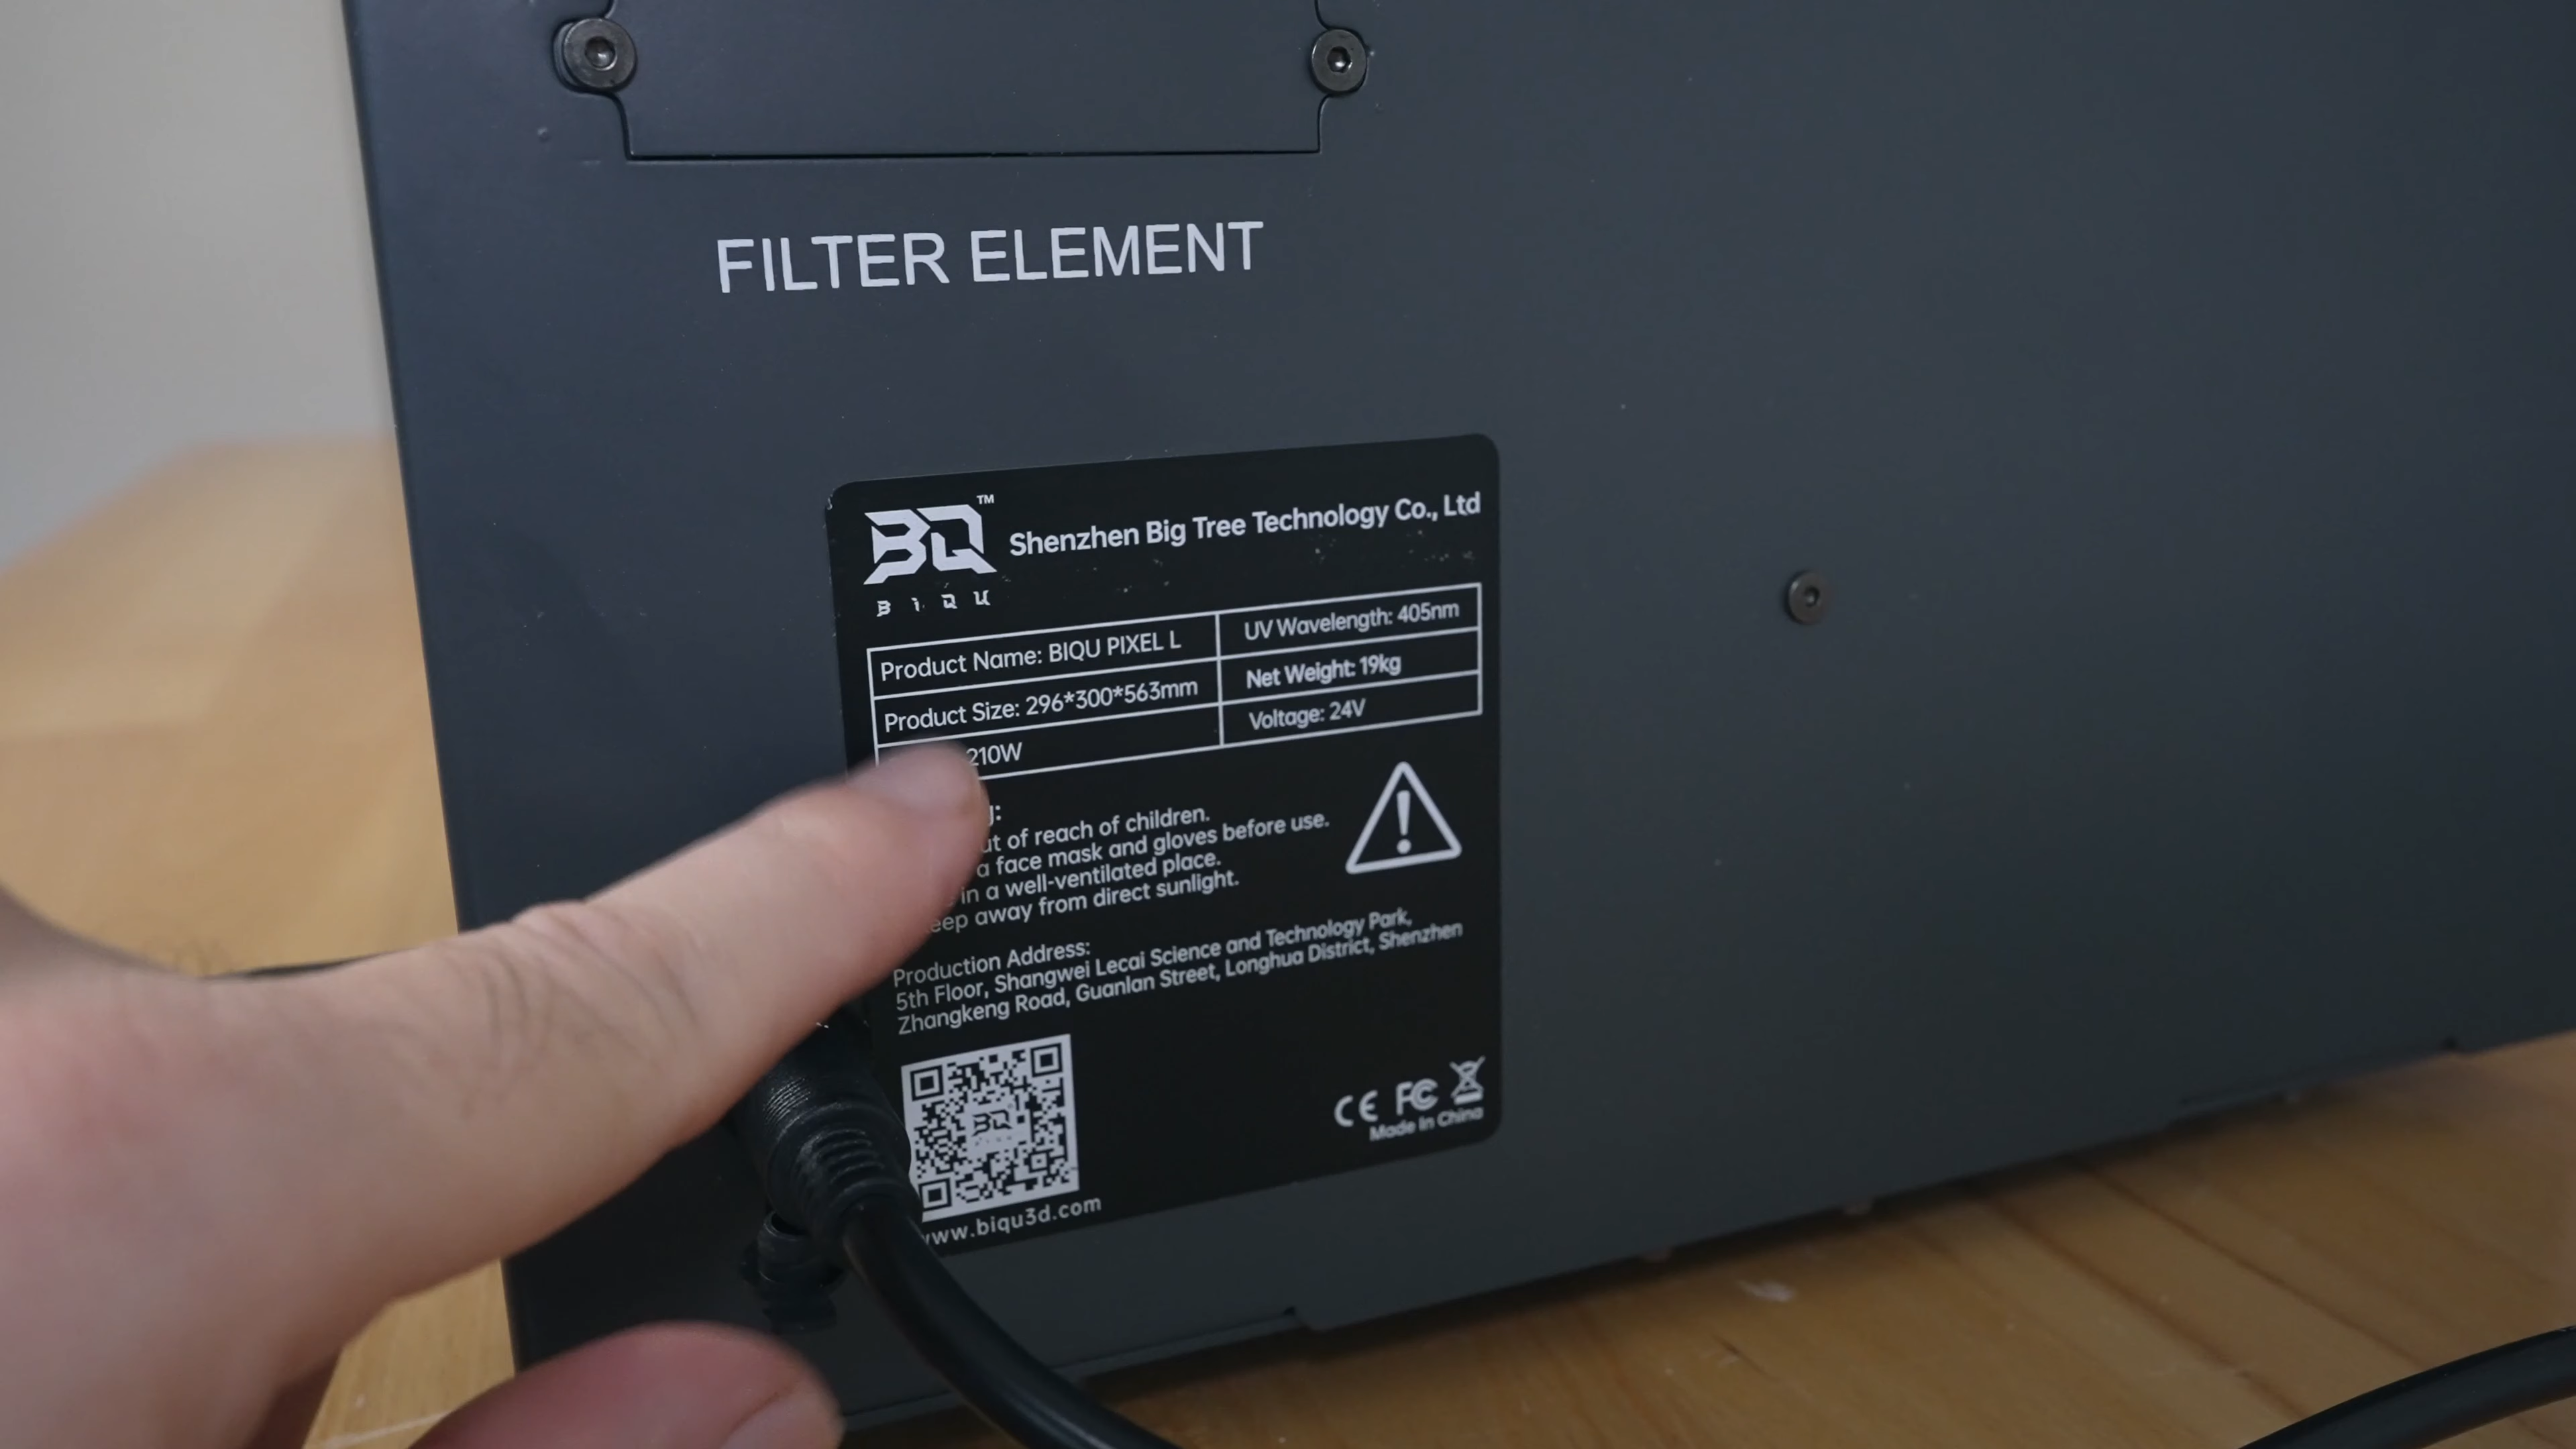 FILTER ELEMENT
BQ™
BIQU
Shenzhen Big Tree Technology Co., Ltd
Product Name: BIQU PIXEL L
UV Wavelength: 405nm
Product Size: 296*300*563mm
Net Weight: 19kg
210W
Voltage: 24V
of reach of children.
a face mask and gloves before use.
in a well-ventilated place.
away from direct sunlight.
Production Address:
5th Floor, Shangwei Lecai Science and Technology Park,
Zhangkeng Road, Guanlan Street, Longhua District, Shenzhen
BQ
CE FC
Made in China
www.biqu3d.com